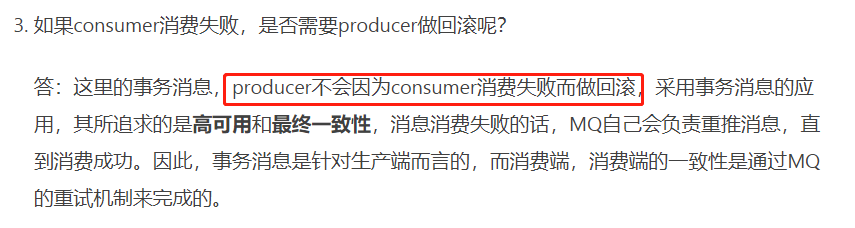 3. 如果consumer消费失败，是否需要producer做回滚呢？
答：这里的事务消息，producer不会因为consumer消费失败而做回滚，采用事务消息的应
用，其所追求的是高可用和最终一致性，消息消费失败的话，MQ自己会负责重推消息，直
到消费成功。因此，事务消息是针对生产端而言的，而消费端，消费端的一致性是通过MQ
的重试机制来完成的。